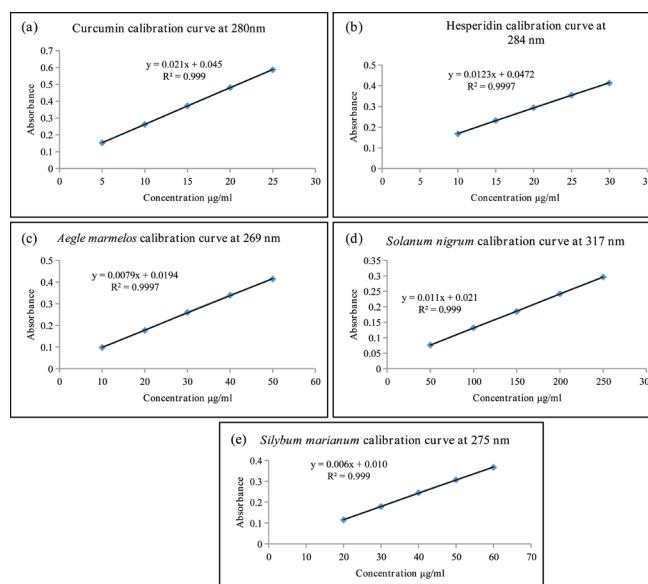 (a)
Curcumin calibration curve at 280nm
y = 0.021x + 0.045
R² = 0.999
Absorbance
0.7
0.6
0.5
0.4
0.3
0.2
0.1
0
0 5 10 15 20 25 30
Concentration µg/ml
(b)
Hesperidin calibration curve at
284 nm
y = 0.0123x + 0.0472
R² = 0.9997
Absorbance
0.5
0.4
0.3
0.2
0.1
0
0 5 10 15 20 25 30
Concentration µg/ml
(c)
Aegle marmelos calibration curve at 269 nm
y = 0.0079x + 0.0194
R² = 0.9997
Absorbance
0.5
0.4
0.3
0.2
0.1
0
0 10 20 30 40 50 60
Concentration µg/ml
(d)
Solanum nigrum calibration curve at 317 nm
y = 0.011x + 0.021
R² = 0.999
Absorbance
0.35
0.3
0.25
0.2
0.15
0.1
0.05
0
0 50 100 150 200 250
Concentration µg/ml
(e)
Silybum marianum calibration curve at 275 nm
y = 0.006x + 0.010
R² = 0.999
Absorbance
0.4
0.3
0.2
0.1
0
0 10 20 30 40 50 60 70
Concentration µg/ml